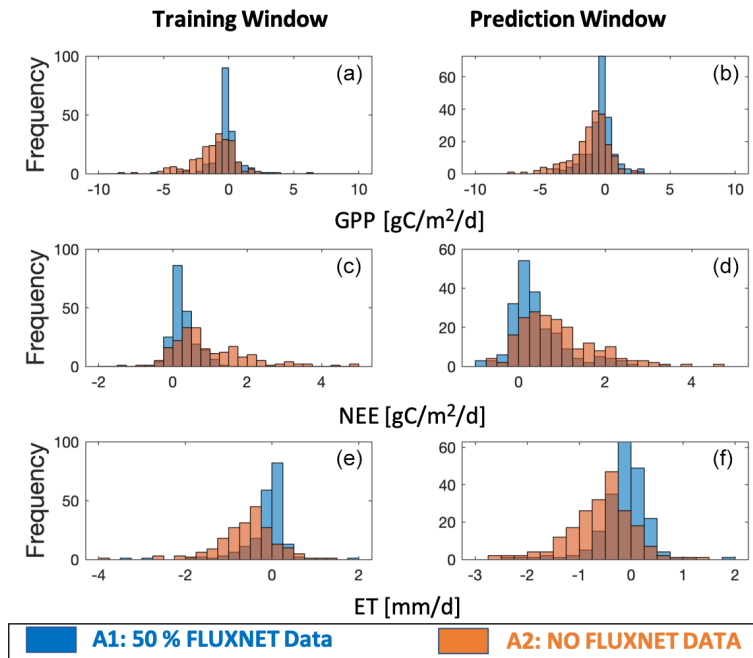 Training Window
Prediction Window
100
50
0
Frequency
(a)
-10 -5 0 5 10
60
40
20
0
(b)
-10 -5 0 5 10
GPP [gC/m²/d]
100
50
0
Frequency
(c)
-2 0 2 4
60
40
20
0
(d)
0 2 4
NEE [gC/m²/d]
100
50
0
Frequency
(e)
-4 -2 0 2
60
40
20
0
(f)
-3 -2 -1 0 1 2
ET [mm/d]
A1: 50 % FLUXNET Data
A2: NO FLUXNET DATA